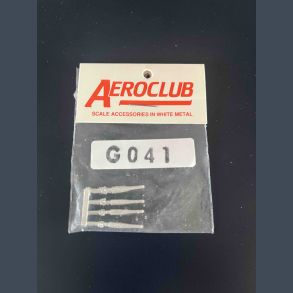 AEROCLUB
SCALE ACCESSORIES IN WHITE METAL
G041